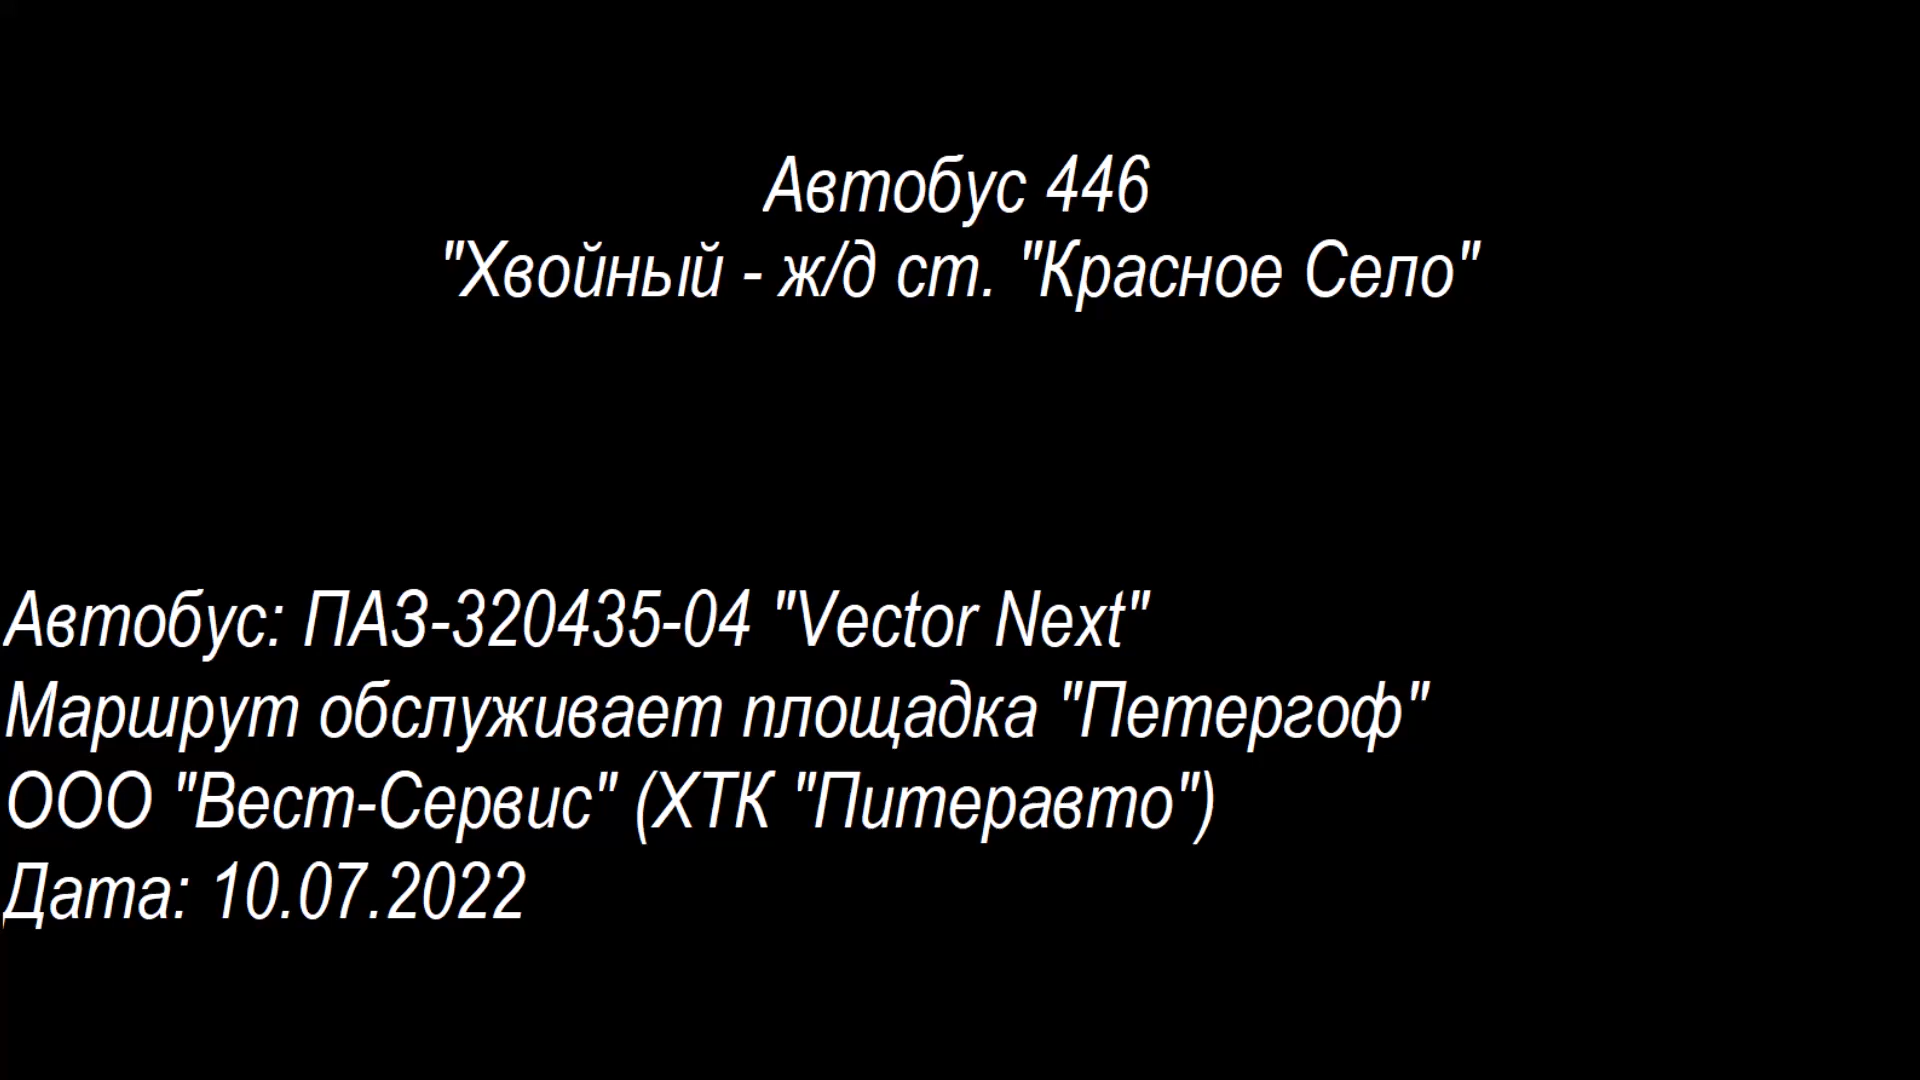 Автобус 446
"Хвойный - ж/д ст. "Красное Село"
Автобус: ПАЗ-320435-04 "Vector Next"
Маршрут обслуживает площадка "Петергоф"
ООО "Вест-Сервис" (ХТК "Питеравто")
Дата: 10.07.2022